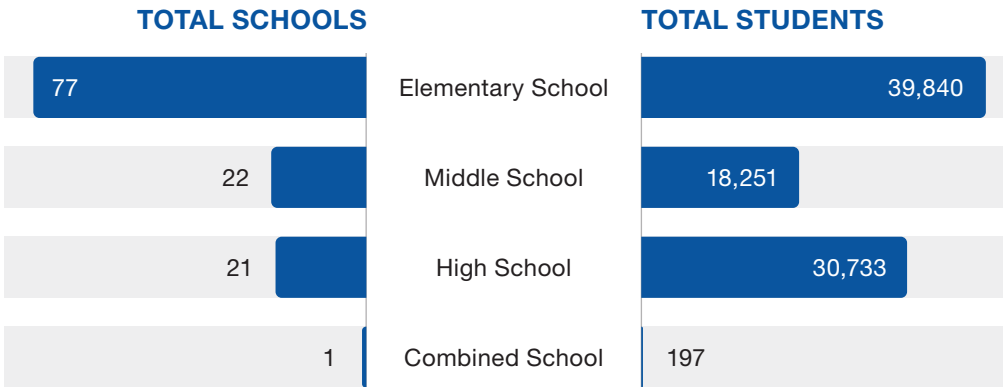 TOTAL SCHOOLS TOTAL STUDENTS
77 Elementary School 39,840
22 Middle School 18,251
21 High School 30,733
1 Combined School 197